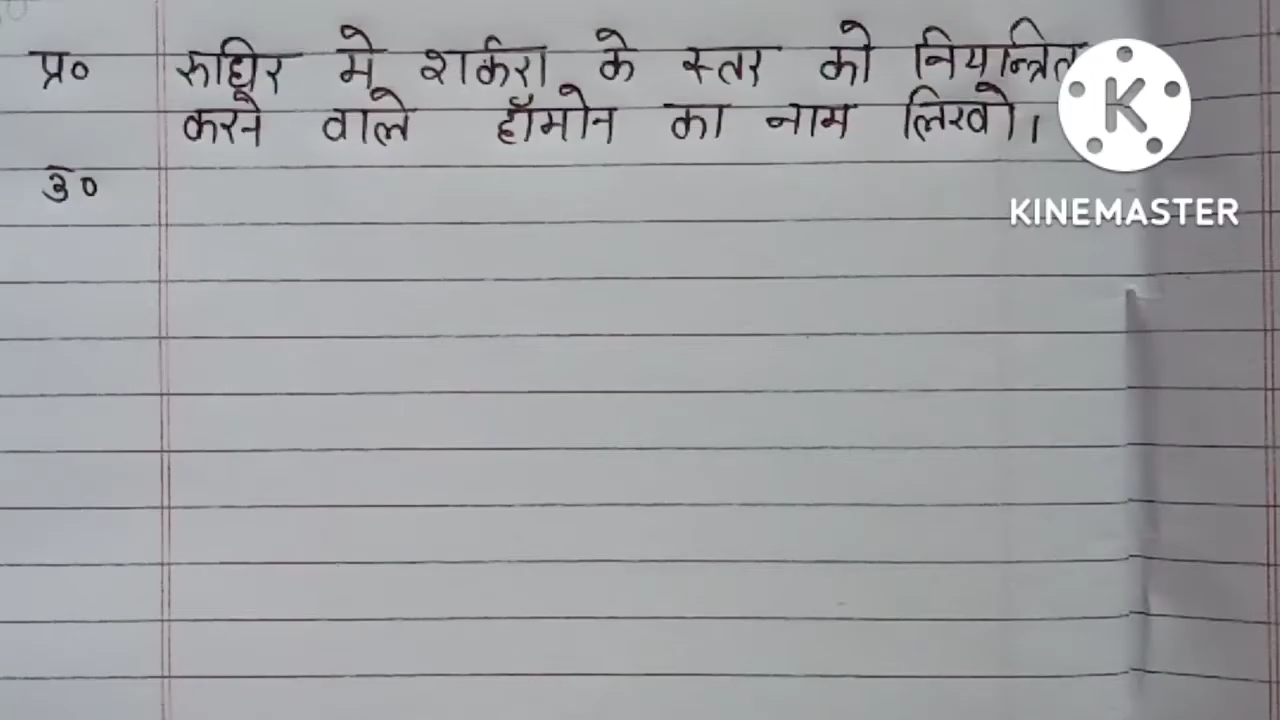 प्र० रुधिर मे शर्करा के स्तर को नियन्त्रित
करने वाले हॉमोन का नाम लिखो।
उ०
K
KINEMASTER